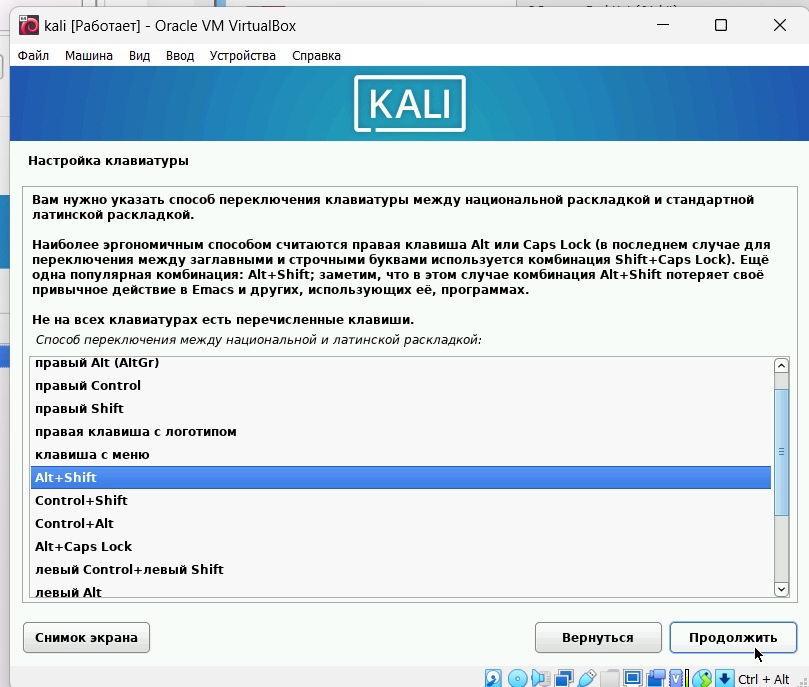 kali [Работает] - Oracle VM VirtualBox
Файл Машина Вид Ввод Устройства Справка
KALI
Настройка клавиатуры
Вам нужно указать способ переключения клавиатуры между национальной раскладкой и стандартной
латинской раскладкой.
Наиболее эргономичным способом считаются правая клавиша Alt или Caps Lock (в последнем случае для
переключения между заглавными и строчными буквами используется комбинация Shift+Caps Lock). Ещё
одна популярная комбинация: Alt+Shift; заметим, что в этом случае комбинация Alt+Shift потеряет своё
привычное действие в Emacs и других, использующих её, программах.
Не на всех клавиатурах есть перечисленные клавиши.
Способ переключения между национальной и латинской раскладкой:
правый Alt (AltGr)
правый Control
правый Shift
правая клавиша с логотипом
клавиша с меню
Alt+Shift
Control+Shift
Control+Alt
Alt+Caps Lock
левый Control+левый Shift
левый Alt
Снимок экрана Вернуться Продолжить
Ctrl + Alt